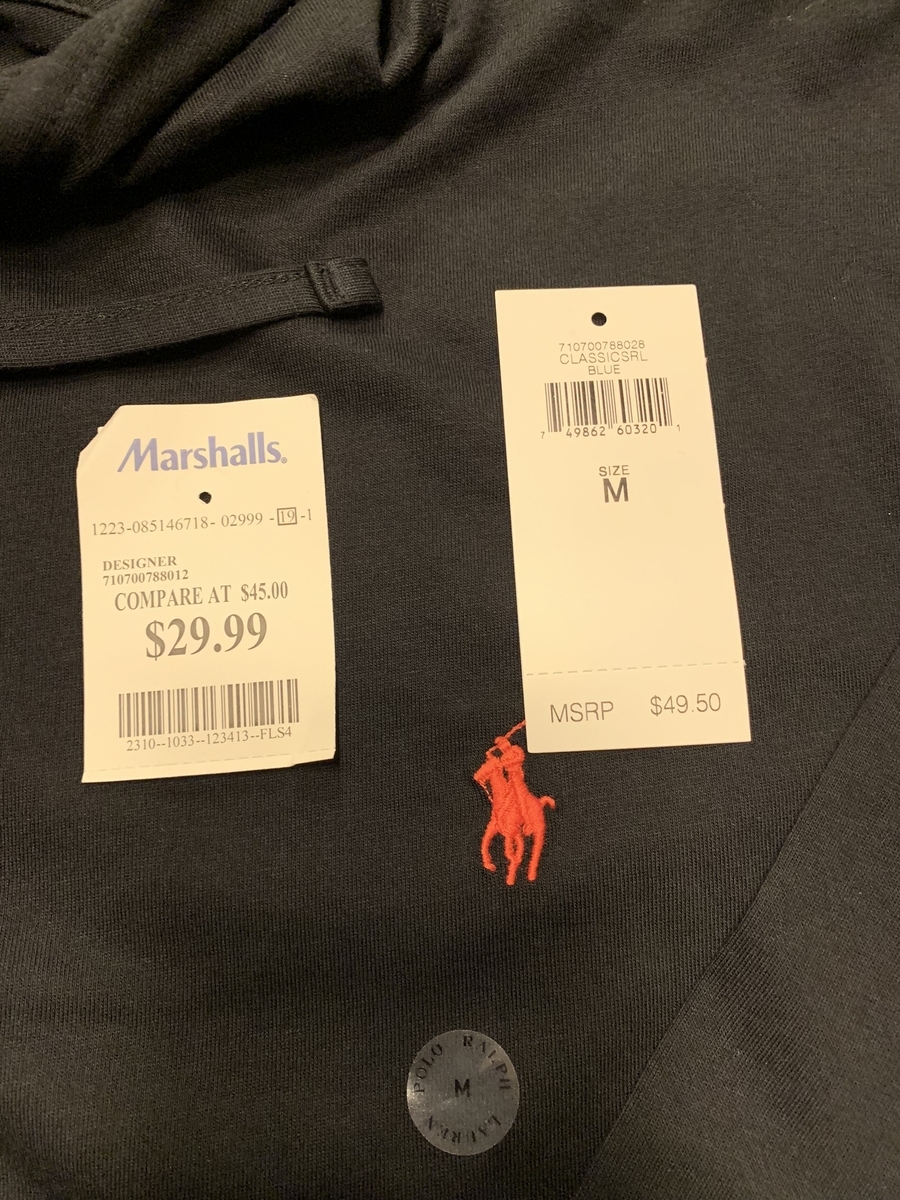 Marshalls.
1223-085146718- 02999 -19-1
DESIGNER
710700788012
COMPARE AT $45.00
$29.99
2310--1033--123413--FLS4
710700788028
CLASSICSRL
BLUE
7 49862 60320 1
SIZE
M
MSRP $49.50
POLO RALPH LAUREN
M